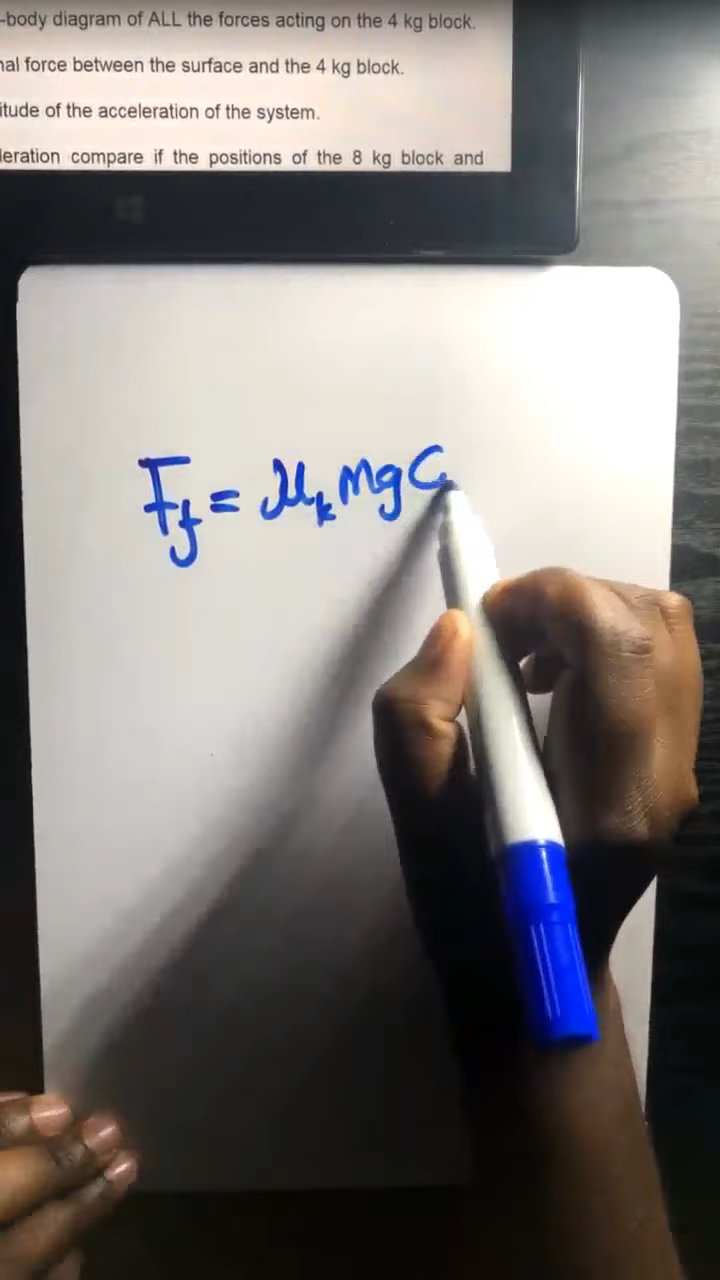 -body diagram of ALL the forces acting on the 4 kg block.
nal force between the surface and the 4 kg block.
itude of the acceleration of the system.
leration compare if the positions of the 8 kg block and
F_f = μ_k mg C